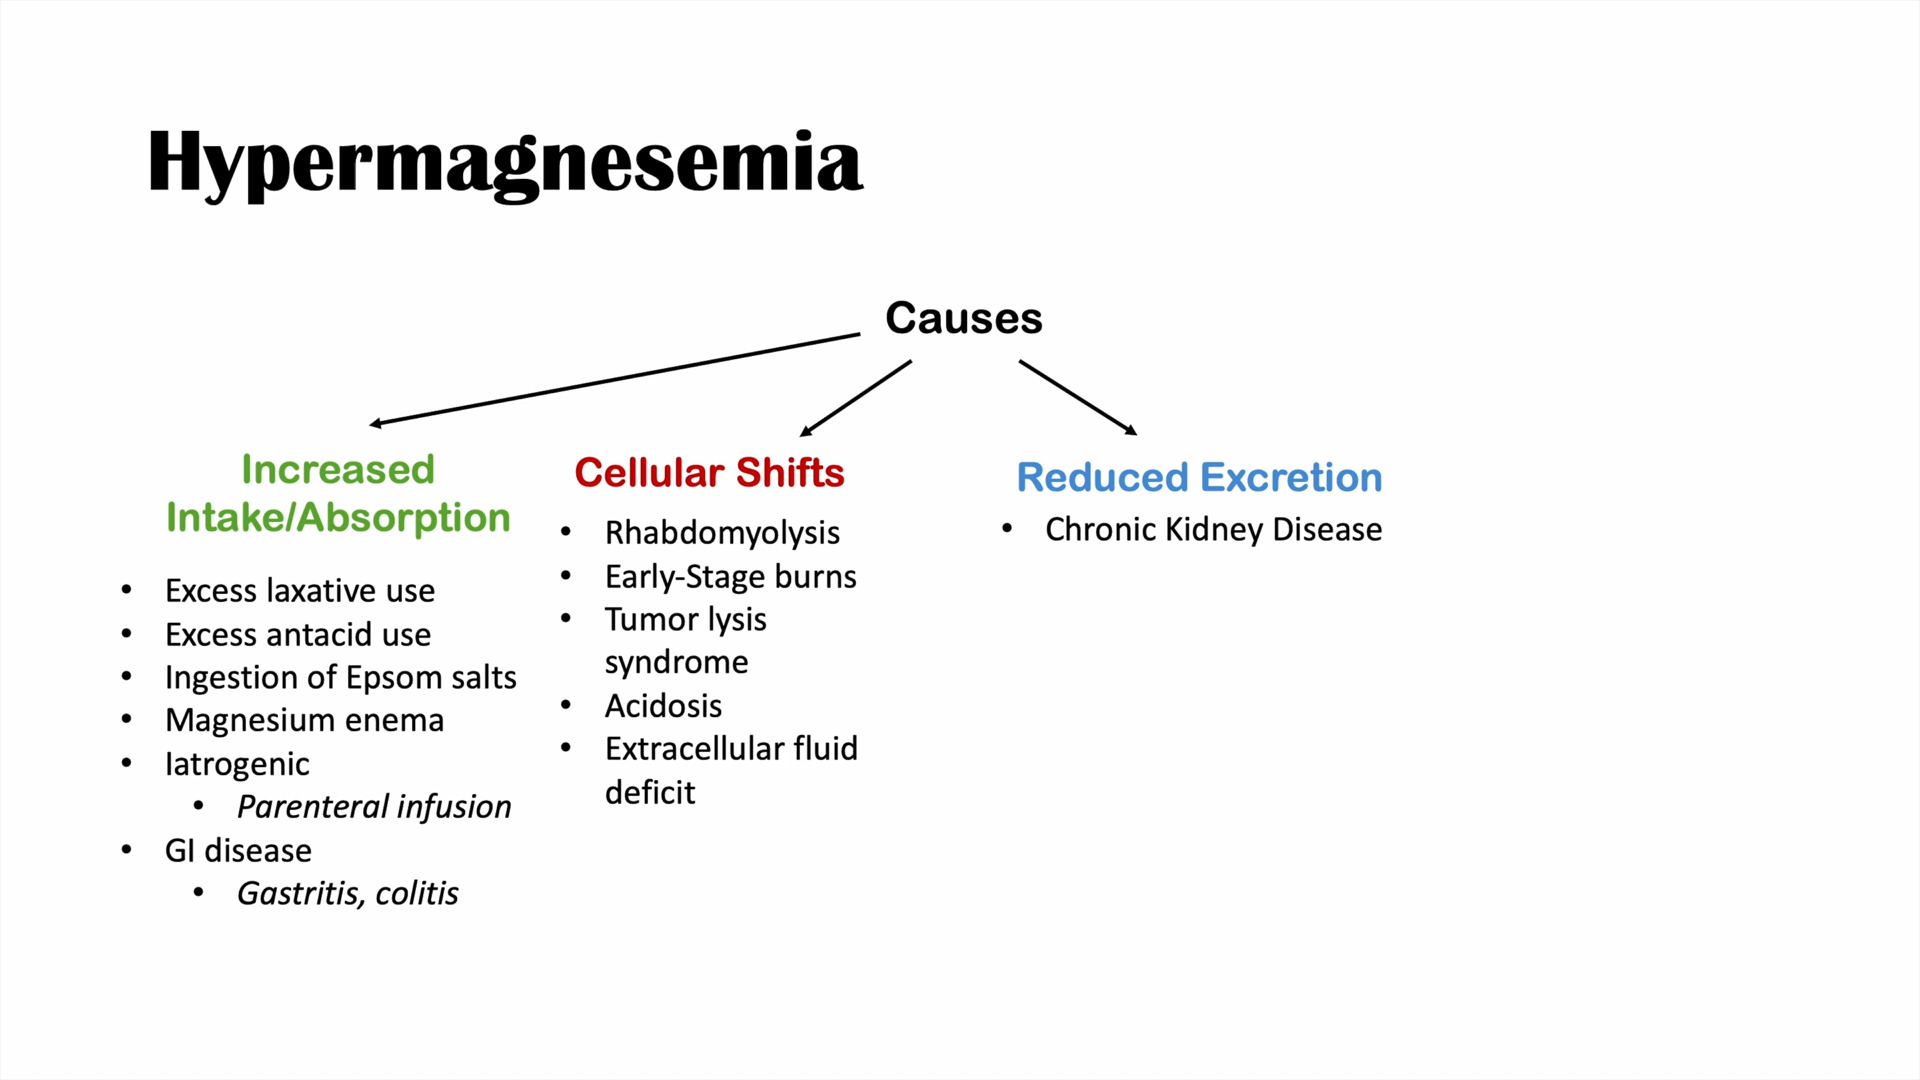 Hypermagnesemia
Causes
Increased
Intake/Absorption
• Excess laxative use
• Excess antacid use
• Ingestion of Epsom salts
• Magnesium enema
• Iatrogenic
• Parenteral infusion
• GI disease
• Gastritis, colitis
Cellular Shifts
• Rhabdomyolysis
• Early-Stage burns
• Tumor lysis
syndrome
• Acidosis
• Extracellular fluid
deficit
Reduced Excretion
• Chronic Kidney Disease